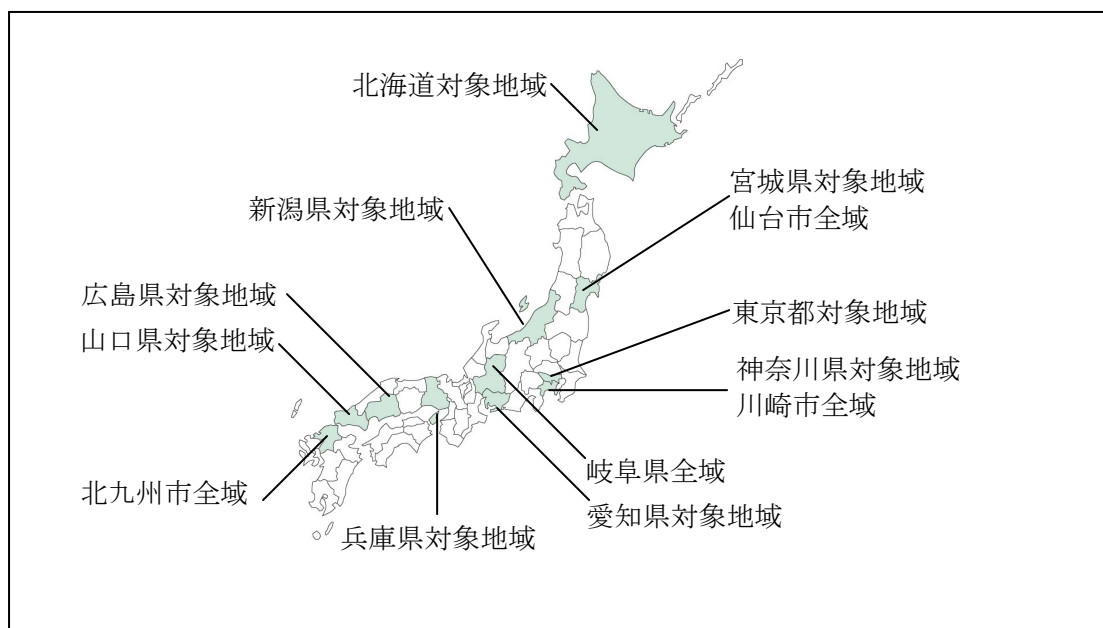 北海道対象地域
宮城県対象地域
仙台市全域
新潟県対象地域
広島県対象地域
山口県対象地域
東京都対象地域
神奈川県対象地域
川崎市全域
岐阜県全域
愛知県対象地域
北九州市全域
兵庫県対象地域